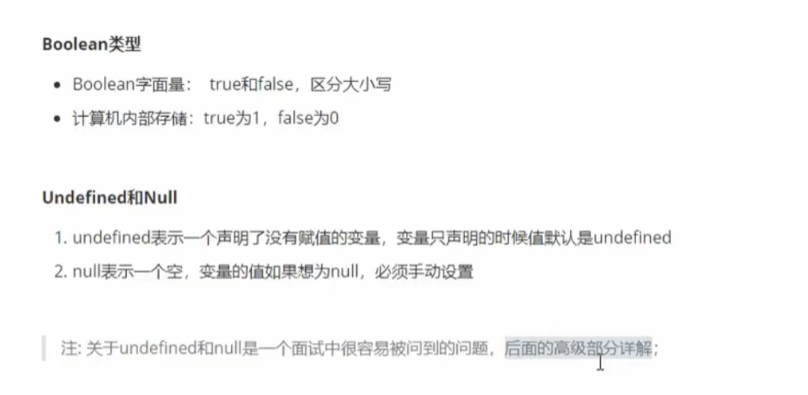 Boolean类型
Boolean字面量： true和false，区分大小写
计算机内部存储：true为1，false为0
Undefined和Null
1. undefined表示一个声明了没有赋值的变量，变量只声明的时候值默认是undefined
2. null表示一个空，变量的值如果想为null，必须手动设置
注: 关于undefined和null是一个面试中很容易被问到的问题，后面的高级部分详解；